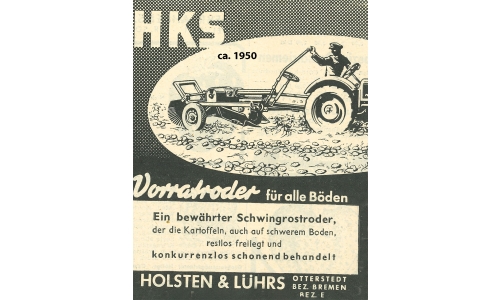 HKS
ca. 1950
Vorratroder für alle Böden
Ein bewährter Schwingrostroder,
der die Kartoffeln, auch auf schwerem Boden,
restlos freilegt und
konkurrenzlos schonend behandelt
HOLSTEN & LÜHRS OTTERSTEDT
BEZ. BREMEN
REZ. E